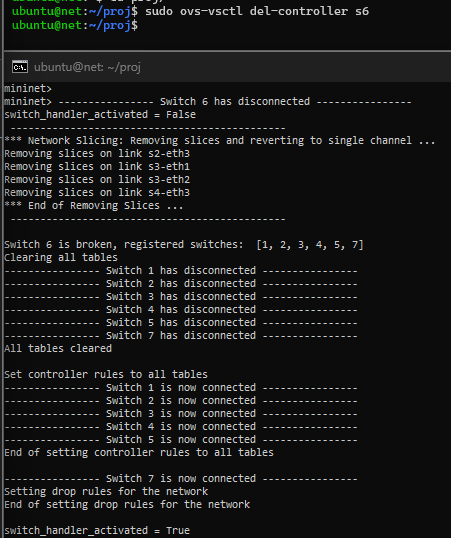 ubuntu@net:~/proj$ sudo ovs-vsctl del-controller s6
ubuntu@net:~/proj$
ubuntu@net: ~/proj
mininet>
mininet> --------------- Switch 6 has disconnected ---------------
switch_handler_activated = False
-------------------------------------------
*** Network Slicing: Removing slices and reverting to single channel ...
Removing slices on link s2-eth3
Removing slices on link s3-eth1
Removing slices on link s3-eth2
Removing slices on link s4-eth3
*** End of Removing Slices ...
-------------------------------------------
Switch 6 is broken, registered switches:  [1, 2, 3, 4, 5, 7]
Clearing all tables
--------------- Switch 1 has disconnected ---------------
--------------- Switch 2 has disconnected ---------------
--------------- Switch 3 has disconnected ---------------
--------------- Switch 4 has disconnected ---------------
--------------- Switch 5 has disconnected ---------------
--------------- Switch 7 has disconnected ---------------
All tables cleared
Set controller rules to all tables
--------------- Switch 1 is now connected ---------------
--------------- Switch 2 is now connected ---------------
--------------- Switch 3 is now connected ---------------
--------------- Switch 4 is now connected ---------------
--------------- Switch 5 is now connected ---------------
End of setting controller rules to all tables
--------------- Switch 7 is now connected ---------------
Setting drop rules for the network
End of setting drop rules for the network
switch_handler_activated = True